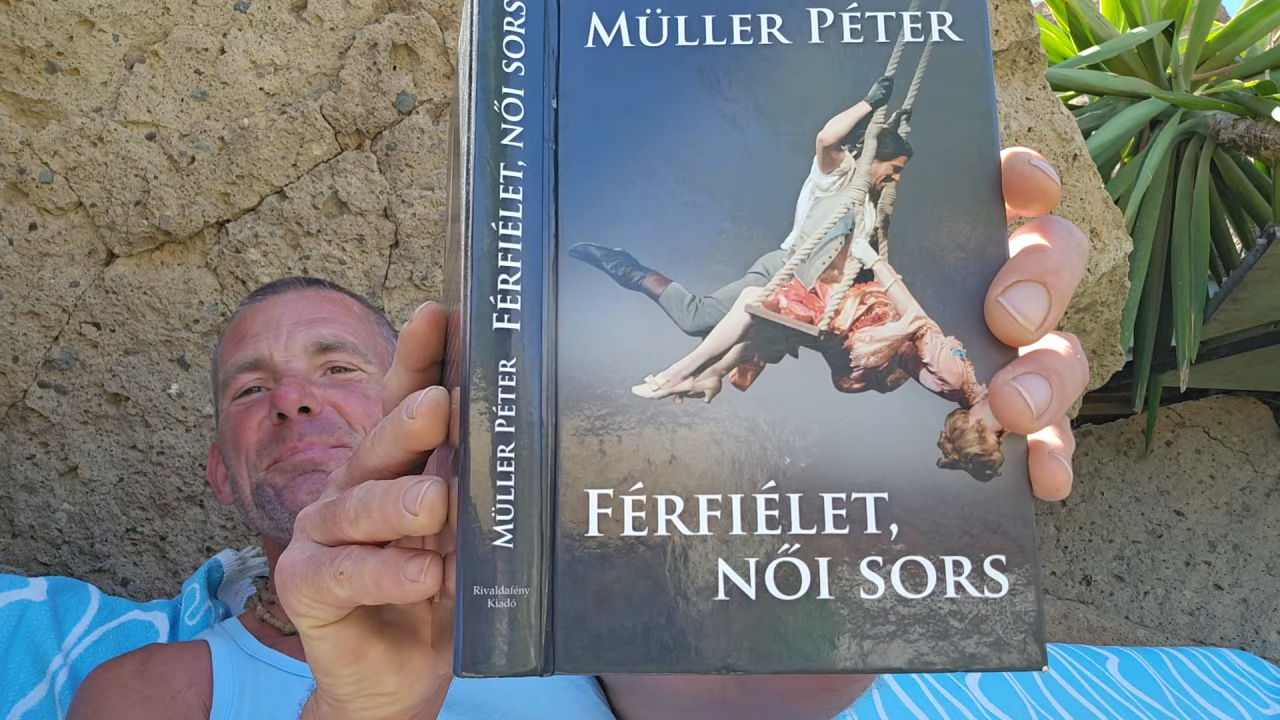 MÜLLER PÉTER
FÉRFIÉLET,
NŐI SORS
MÜLLER PÉTER FÉRFIÉLET, NŐI SORS
Rivaldafény
Kiadó